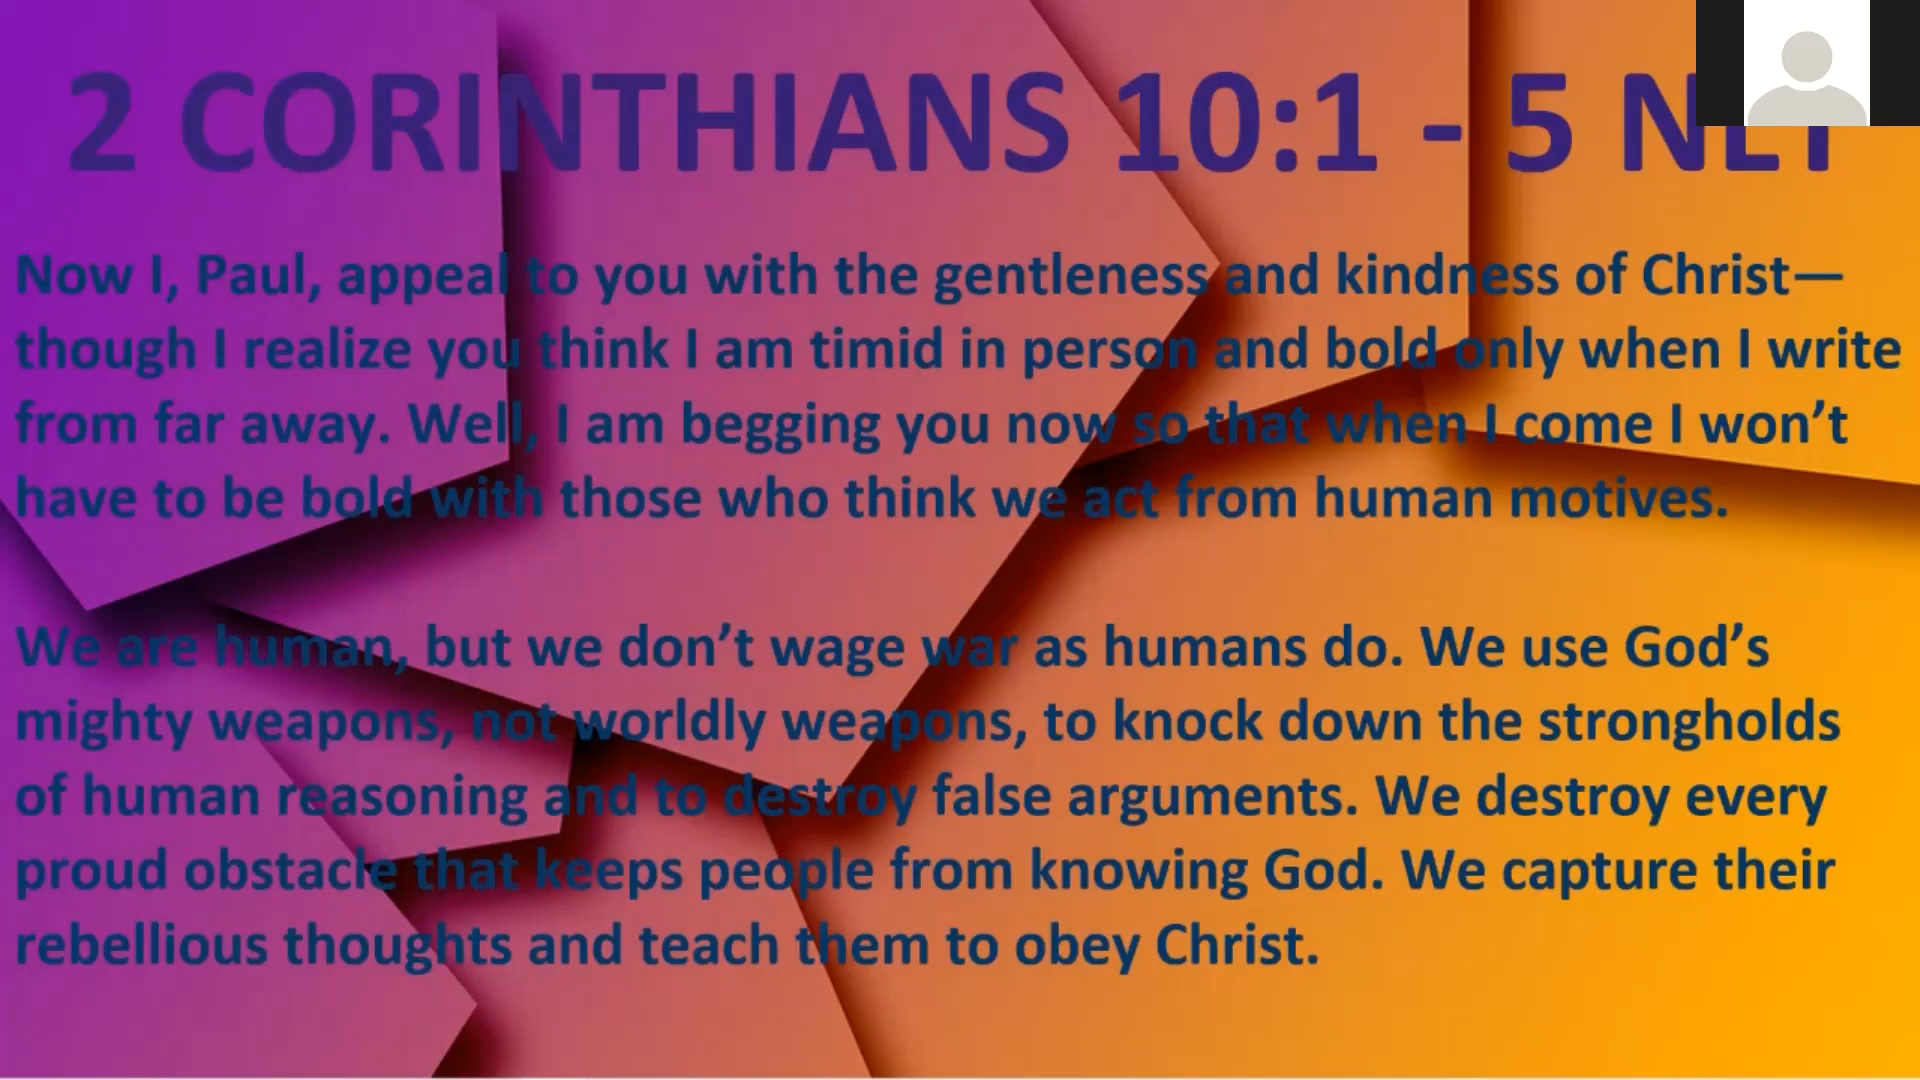 2 CORINTHIANS 10:1 - 5 NLT
Now I, Paul, appeal to you with the gentleness and kindness of Christ—
though I realize you think I am timid in person and bold only when I write
from far away. Well, I am begging you now so that when I come I won’t
have to be bold with those who think we act from human motives.
We are human, but we don’t wage war as humans do. We use God’s
mighty weapons, not worldly weapons, to knock down the strongholds
of human reasoning and to destroy false arguments. We destroy every
proud obstacle that keeps people from knowing God. We capture their
rebellious thoughts and teach them to obey Christ.